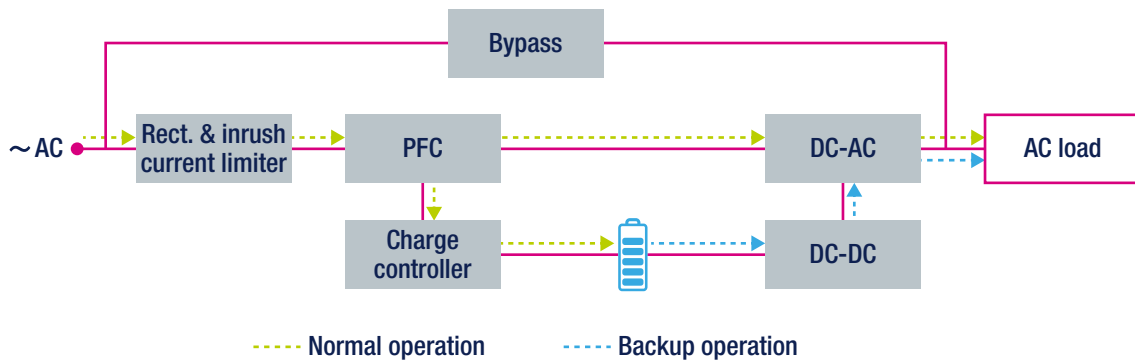 Bypass
~ AC
Rect. & inrush
current limiter
PFC
DC-AC
AC load
Charge
controller
DC-DC
Normal operation
Backup operation